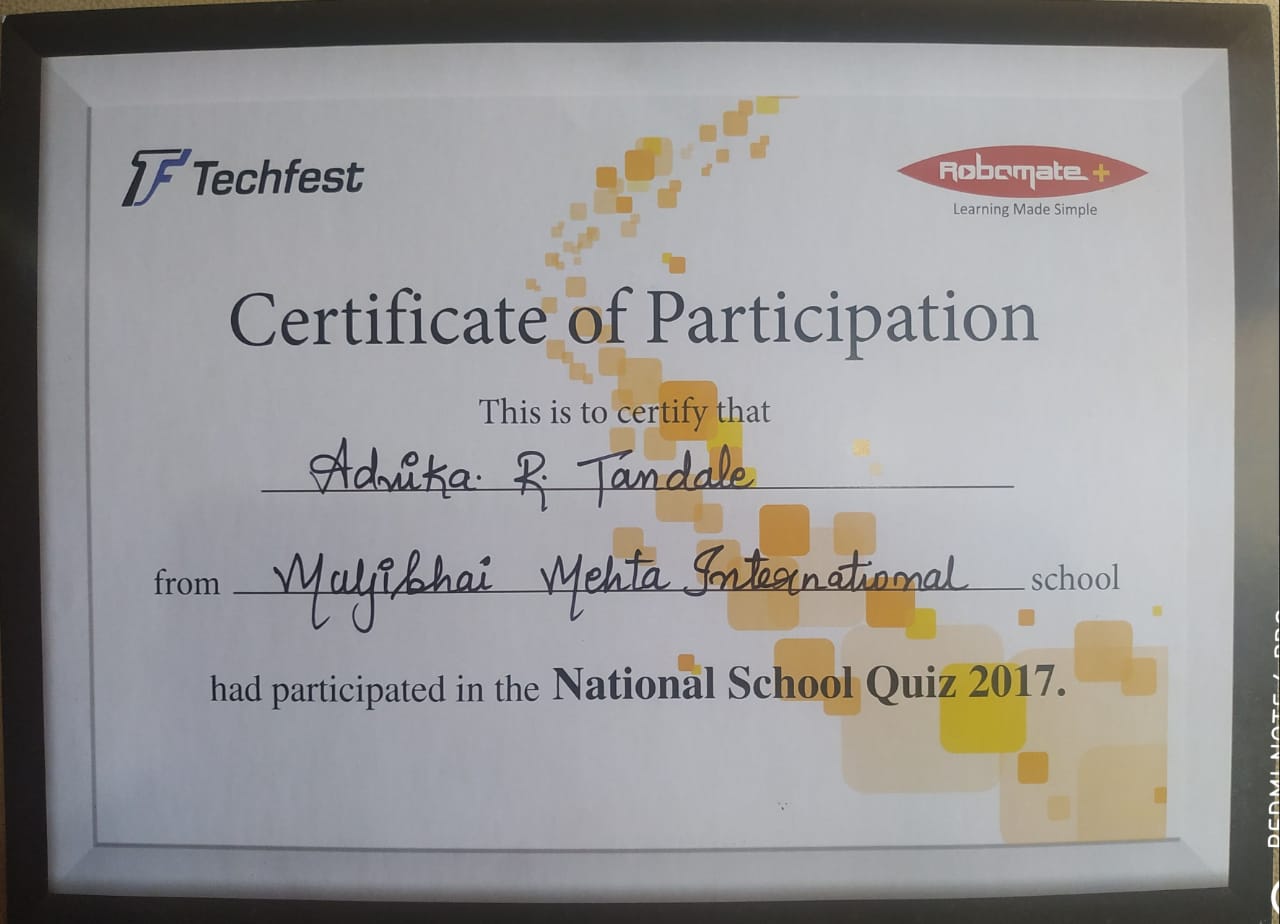 TF Techfest
Robomate+
Learning Made Simple
Certificate of Participation
This is to certify that
Advika. R. Tandale
from Muljibhai Mehta International school
had participated in the National School Quiz 2017.